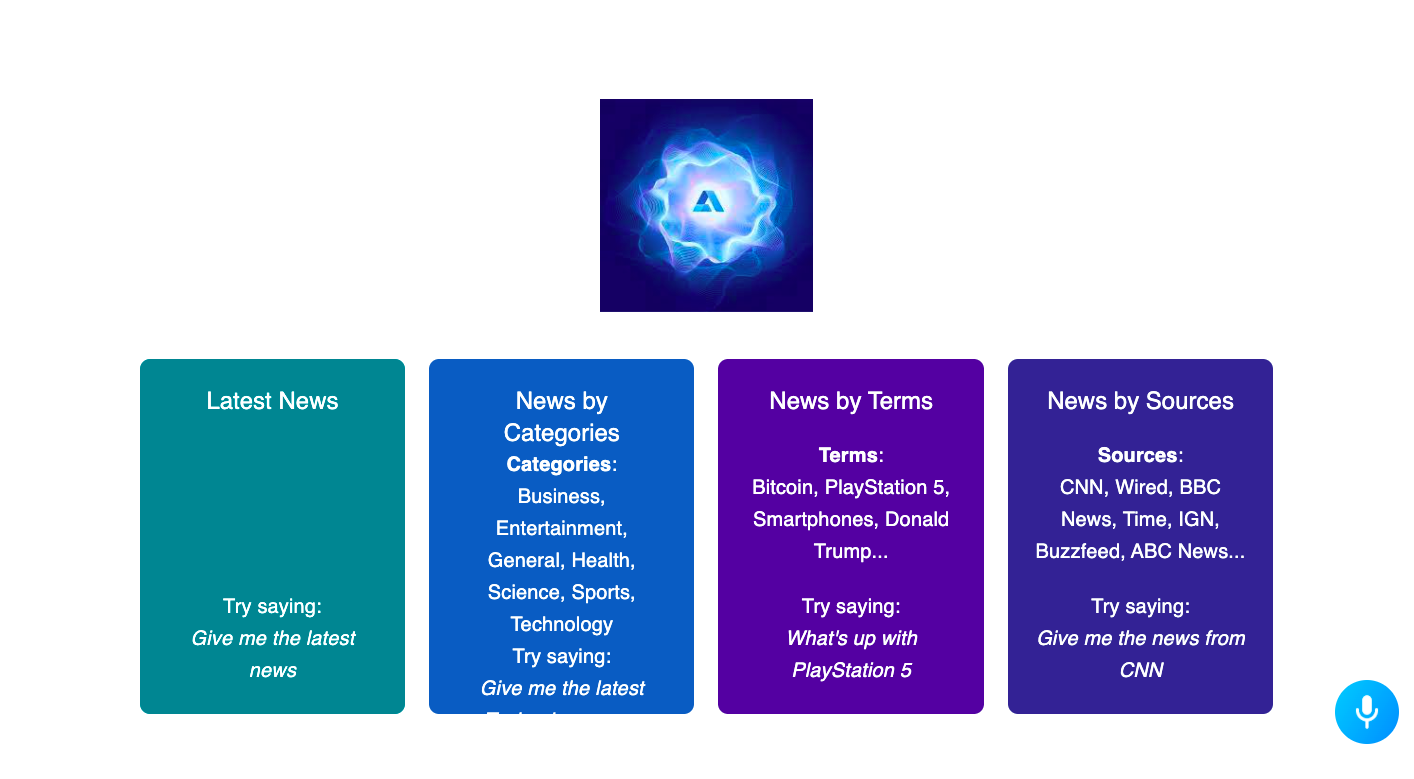 Latest News
Try saying:
Give me the latest
news
News by
Categories
Categories:
Business,
Entertainment,
General, Health,
Science, Sports,
Technology
Try saying:
Give me the latest
News by Terms
Terms:
Bitcoin, PlayStation 5,
Smartphones, Donald
Trump...
Try saying:
What's up with
PlayStation 5
News by Sources
Sources:
CNN, Wired, BBC
News, Time, IGN,
Buzzfeed, ABC News...
Try saying:
Give me the news from
CNN